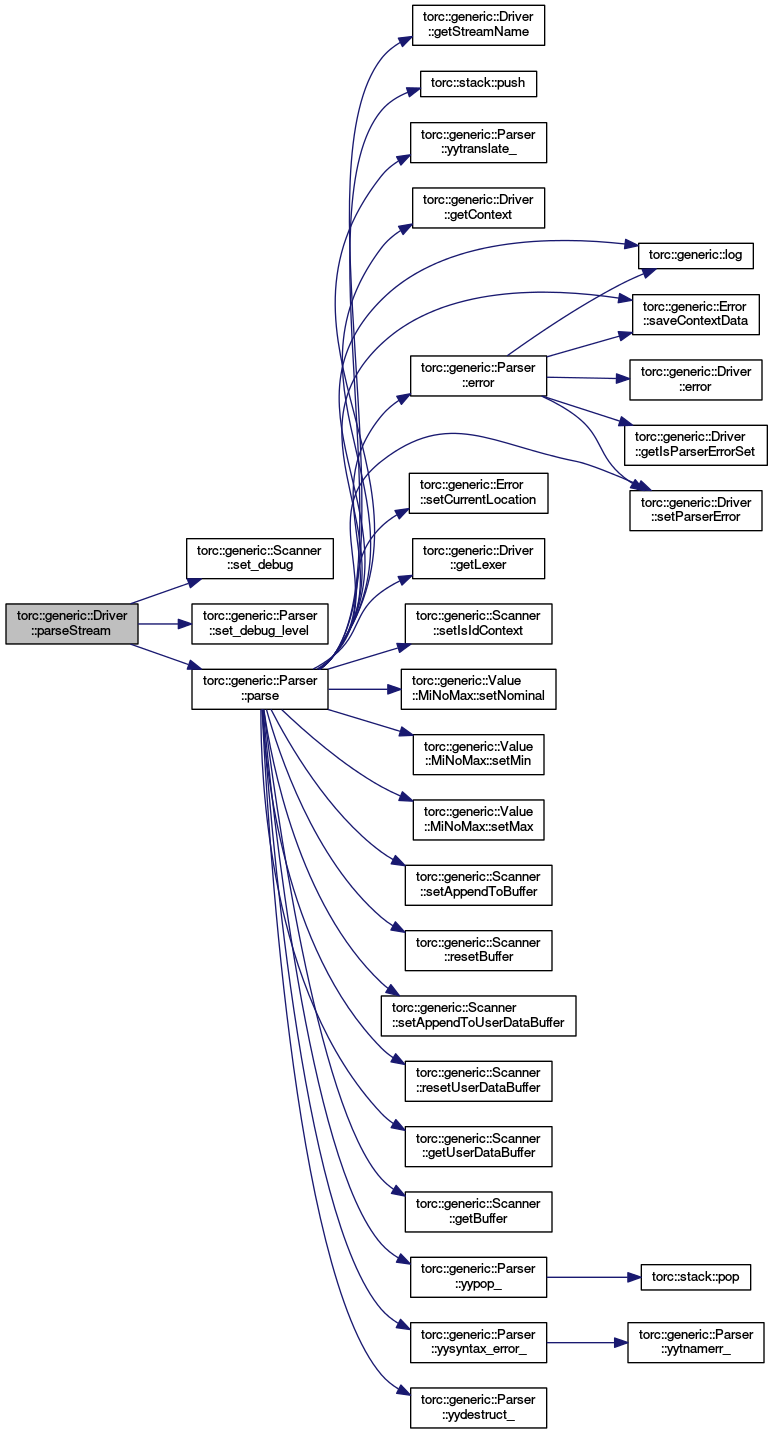 torc::generic::Driver
::getStreamName
torc::stack::push
torc::generic::Parser
::yytranslate_
torc::generic::Driver
::getContext
torc::generic::log
torc::generic::Error
::saveContextData
torc::generic::Parser
::error
torc::generic::Driver
::error
torc::generic::Driver
::getIsParserErrorSet
torc::generic::Error
::setCurrentLocation
torc::generic::Driver
::setParserError
torc::generic::Scanner
::set_debug
torc::generic::Driver
::getLexer
torc::generic::Driver
::parseStream
torc::generic::Parser
::set_debug_level
torc::generic::Scanner
::setIsIdContext
torc::generic::Parser
::parse
torc::generic::Value
::MiNoMax::setNominal
torc::generic::Value
::MiNoMax::setMin
torc::generic::Value
::MiNoMax::setMax
torc::generic::Scanner
::setAppendToBuffer
torc::generic::Scanner
::resetBuffer
torc::generic::Scanner
::setAppendToUserDataBuffer
torc::generic::Scanner
::resetUserDataBuffer
torc::generic::Scanner
::getUserDataBuffer
torc::generic::Scanner
::getBuffer
torc::generic::Parser
::yypop_
torc::stack::pop
torc::generic::Parser
::yysyntax_error_
torc::generic::Parser
::yytnamerr_
torc::generic::Parser
::yydestruct_